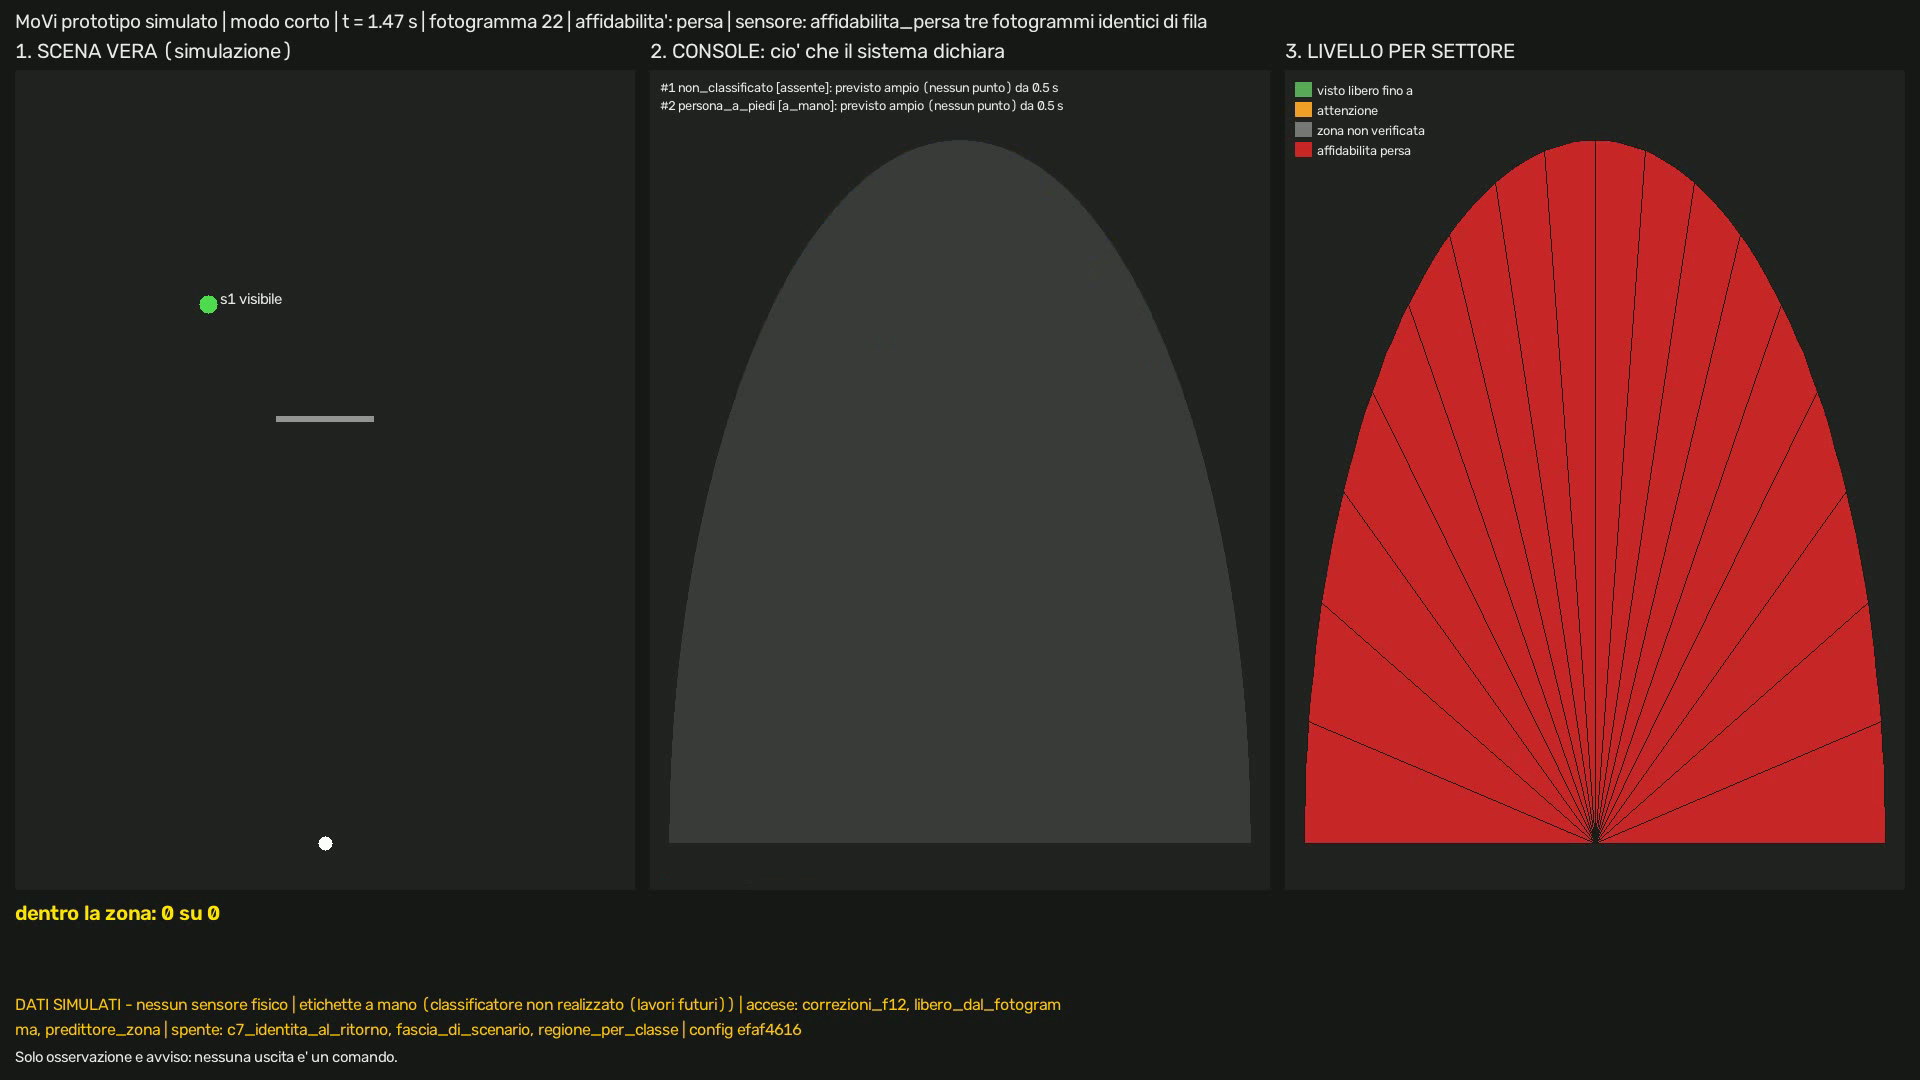 MoVi prototipo simulato | modo corto | t = 1.47 s | fotogramma 22 | affidabilita': persa | sensore: affidabilita_persa tre fotogrammi identici di fila
1. SCENA VERA (simulazione)
2. CONSOLE: cio' che il sistema dichiara
3. LIVELLO PER SETTORE
#1 non_classificato [assente]: previsto ampio (nessun punto) da 0.5 s
#2 persona_a_piedi [a_mano]: previsto ampio (nessun punto) da 0.5 s
visto libero fino a
attenzione
zona non verificata
affidabilita persa
s1 visibile
dentro la zona: 0 su 0
DATI SIMULATI - nessun sensore fisico | etichette a mano (classificatore non realizzato (lavori futuri)) | accese: correzioni_f12, libero_dal_fotogram
ma, predittore_zona | spente: c7_identita_al_ritorno, fascia_di_scenario, regione_per_classe | config efaf4616
Solo osservazione e avviso: nessuna uscita e' un comando.